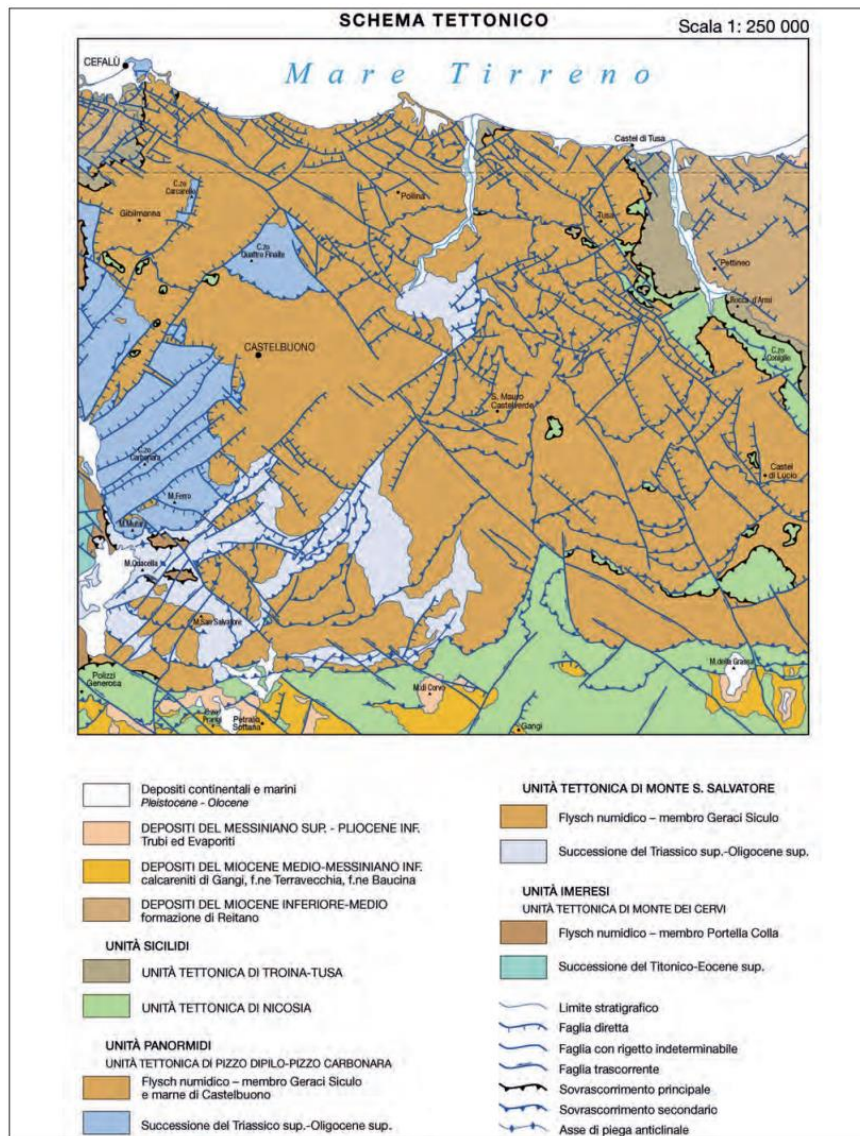 SCHEMA TETTONICO
Scala 1: 250 000
CEFALÙ
Mare Tirreno
Castel di Tusa
C.zo
Carcarello
Pollina
Gibilmanna
Tusa
C.zo
Quattro Finaite
Pettineo
Rocca d'Armi
CASTELBUONO
C.zo
Coniglio
S. Mauro
Castelverde
C.zo
Carbonara
Castel
di Lucio
M.Ferro
M.Mufara
M.Quacella
M.San Salvatore
Polizzi
Generosa
M.della Grassa
M.di Corvo
Petralia
Sottana
Gangi
Depositi continentali e marini
Pleistocene - Olocene
DEPOSITI DEL MESSINIANO SUP. - PLIOCENE INF.
Trubi ed Evaporiti
DEPOSITI DEL MIOCENE MEDIO-MESSINIANO INF.
calcareniti di Gangi, f.ne Terravecchia, f.ne Baucina
DEPOSITI DEL MIOCENE INFERIORE-MEDIO
formazione di Reitano
UNITÀ SICILIDI
UNITÀ TETTONICA DI TROINA-TUSA
UNITÀ TETTONICA DI NICOSIA
UNITÀ PANORMIDI
UNITÀ TETTONICA DI PIZZO DIPILO-PIZZO CARBONARA
Flysch numidico – membro Geraci Siculo
e marne di Castelbuono
Successione del Triassico sup.-Oligocene sup.
UNITÀ TETTONICA DI MONTE S. SALVATORE
Flysch numidico – membro Geraci Siculo
Successione del Triassico sup.-Oligocene sup.
UNITÀ IMERESI
UNITÀ TETTONICA DI MONTE DEI CERVI
Flysch numidico – membro Portella Colla
Successione del Titonico-Eocene sup.
Limite stratigrafico
Faglia diretta
Faglia con rigetto indeterminabile
Faglia trascorrente
Sovrascorrimento principale
Sovrascorrimento secondario
Asse di piega anticlinale